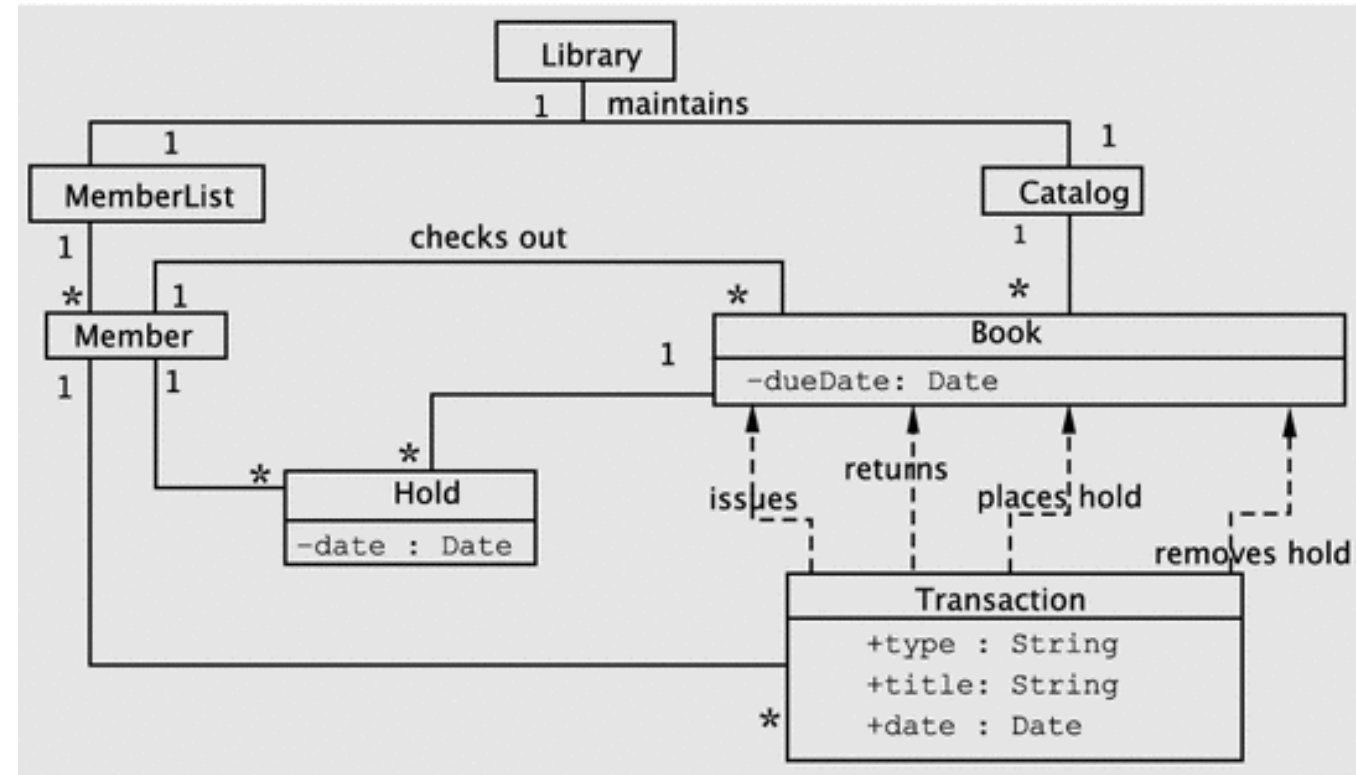 Library
1 maintains
1
1
MemberList
Catalog
1
1
checks out
*
1
*
*
Member
Book
1
1
1
-dueDate: Date
*
*
Hold
-date : Date
issues
returns
places hold
removes hold
Transaction
+type : String
+title: String
+date : Date
*